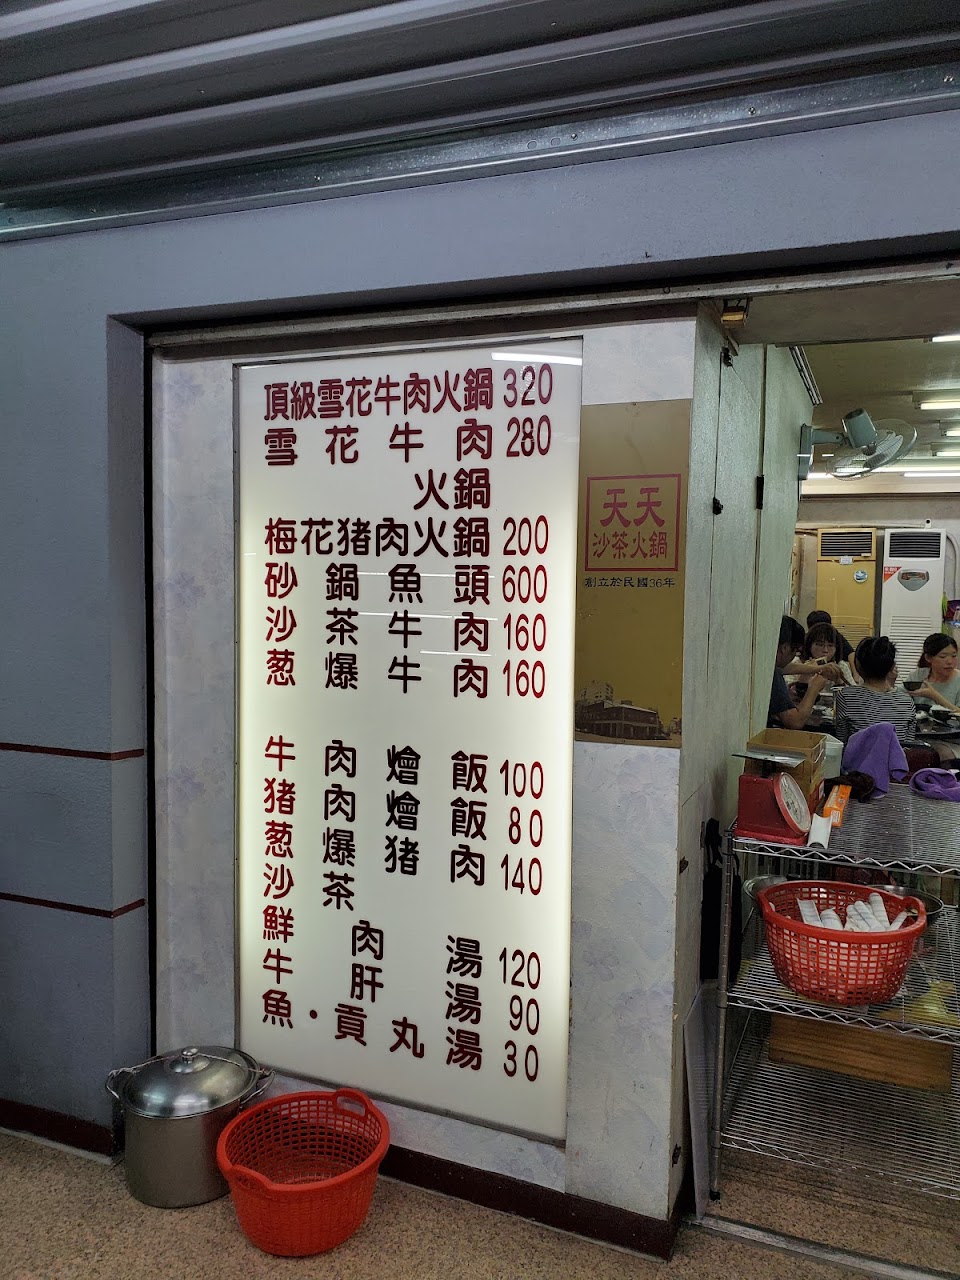 頂級雪花牛肉火鍋 320
雪花牛肉 280
火鍋
梅花猪肉火鍋 200
砂鍋魚頭 600
沙茶牛肉 160
葱爆牛肉 160
牛肉燴飯 100
猪肉燴飯 80
葱爆猪肉 140
沙茶
鮮肉湯 120
牛肝湯 90
魚·貢丸湯 30
天天
沙茶火鍋
創立於民國36年